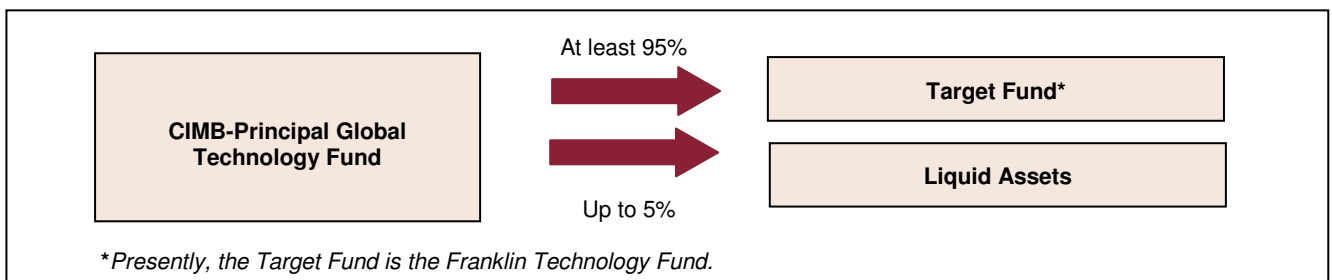 At least 95%
CIMB-Principal Global
Technology Fund
Target Fund*
Liquid Assets
Up to 5%
*Presently, the Target Fund is the Franklin Technology Fund.